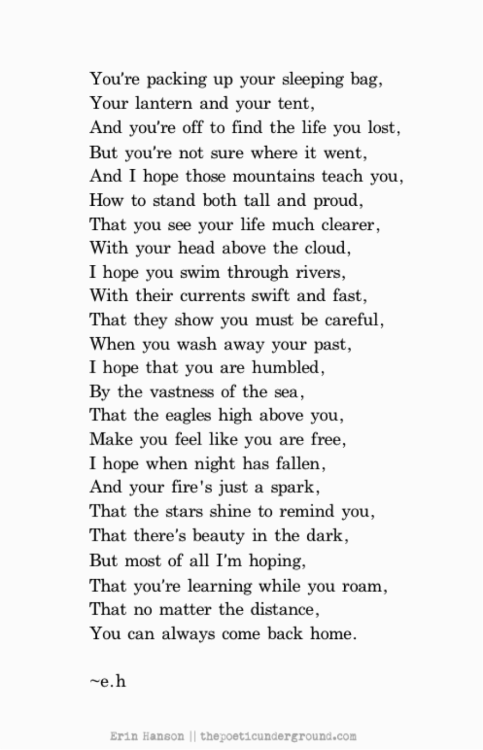 You're packing up your sleeping bag,
Your lantern and your tent,
And you're off to find the life you lost,
But you're not sure where it went,
And I hope those mountains teach you,
How to stand both tall and proud,
That you see your life much clearer,
With your head above the cloud,
I hope you swim through rivers,
With their currents swift and fast,
That they show you must be careful,
When you wash away your past,
I hope that you are humbled,
By the vastness of the sea,
That the eagles high above you,
Make you feel like you are free,
I hope when night has fallen,
And your fire's just a spark,
That the stars shine to remind you,
That there's beauty in the dark,
But most of all I'm hoping,
That you're learning while you roam,
That no matter the distance,
You can always come back home.
~e.h
Erin Hanson || thepoeticunderground.com